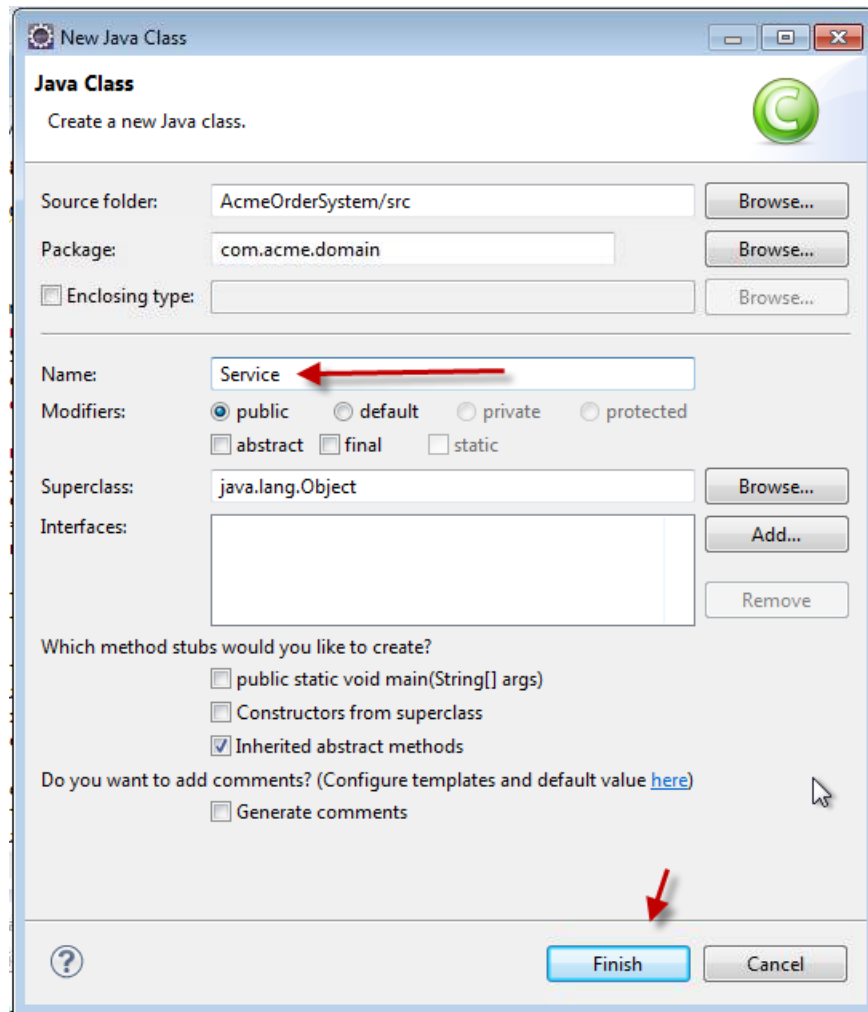 New Java Class
Java Class
Create a new Java class.
Source folder: AcmeOrderSystem/src Browse...
Package: com.acme.domain Browse...
Enclosing type: Browse...
Name: Service
Modifiers: public default private protected
abstract final static
Superclass: java.lang.Object Browse...
Interfaces: Add...
Remove
Which method stubs would you like to create?
public static void main(String[] args)
Constructors from superclass
Inherited abstract methods
Do you want to add comments? (Configure templates and default value here)
Generate comments
? Finish Cancel